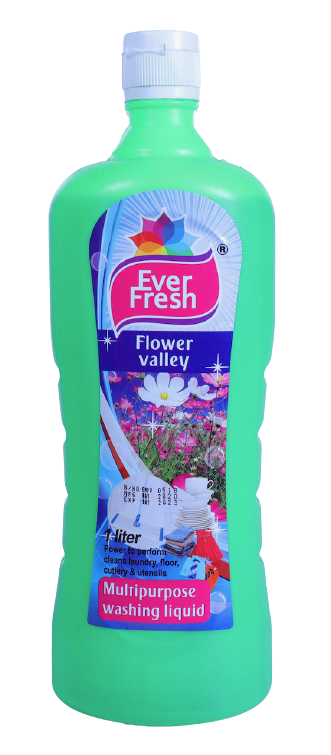 ®
Ever
Fresh
Flower
valley
1 liter
Power to perform
cleans laundry, floor,
cutlery & utensils
Multipurpose
washing liquid